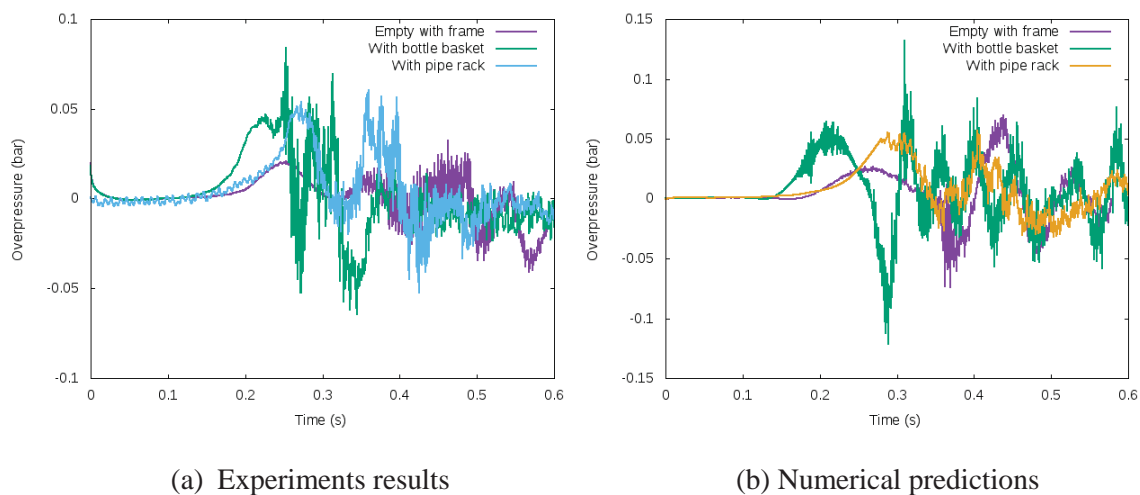 0.1
0.05
0
-0.05
-0.1
0
0.1
0.2
0.3
0.4
0.5
0.6
Overpressure (bar)
Time (s)
Empty with frame
With bottle basket
With pipe rack
(a) Experiments results
0.15
0.1
0.05
0
-0.05
-0.1
-0.15
0
0.1
0.2
0.3
0.4
0.5
0.6
Overpressure (bar)
Time (s)
Empty with frame
With bottle basket
With pipe rack
(b) Numerical predictions